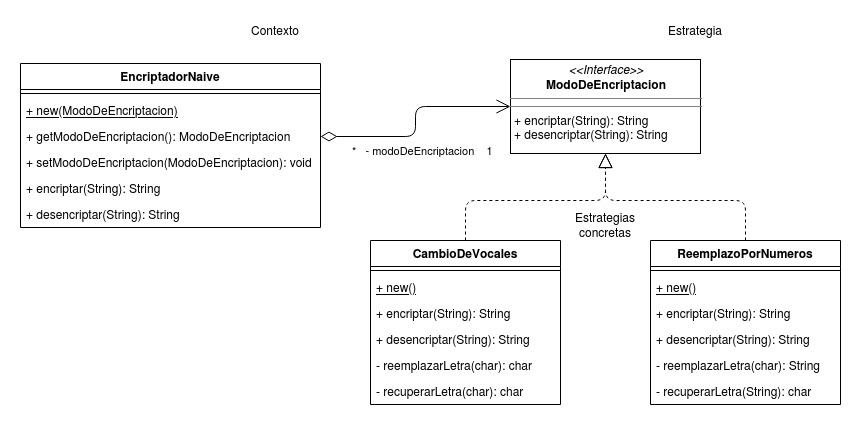 Contexto
Estrategia
EncriptadorNaive
+ new(ModoDeEncriptacion)
+ getModoDeEncriptacion(): ModoDeEncriptacion
+ setModoDeEncriptacion(ModoDeEncriptacion): void
+ encriptar(String): String
+ desencriptar(String): String
* - modoDeEncriptacion 1
<<Interface>>
ModoDeEncriptacion
+ encriptar(String): String
+ desencriptar(String): String
Estrategias
concretas
CambioDeVocales
+ new()
+ encriptar(String): String
+ desencriptar(String): String
- reemplazarLetra(char): char
- recuperarLetra(char): char
ReemplazoPorNumeros
+ new()
+ encriptar(String): String
+ desencriptar(String): String
- reemplazarLetra(char): String
- recuperarLetra(String): char